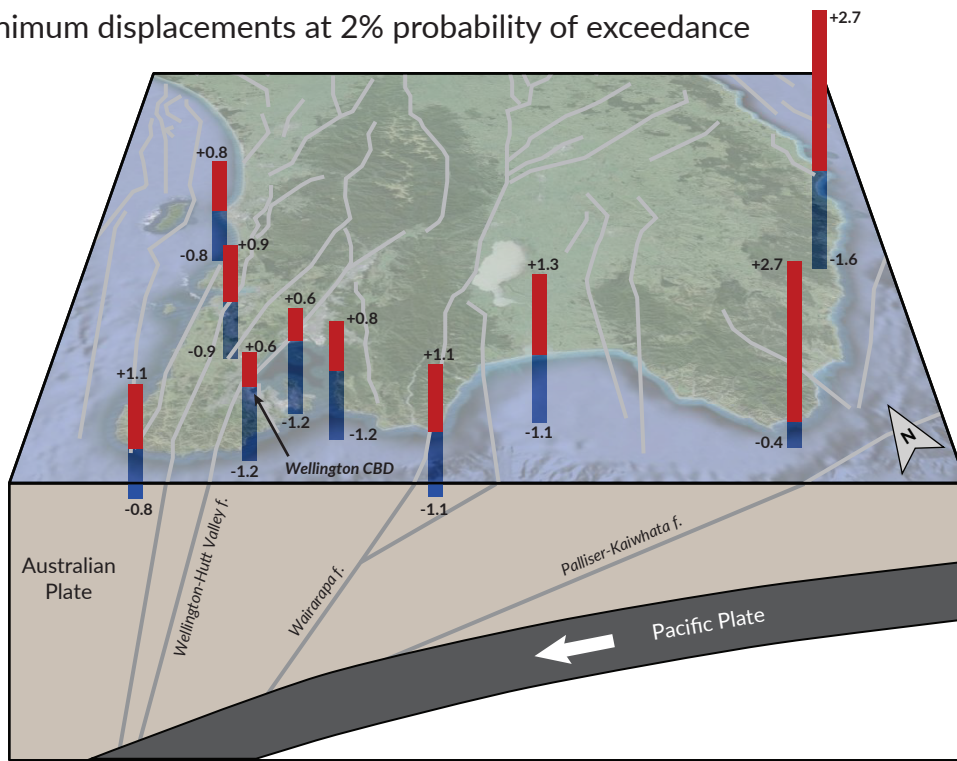 nimum displacements at 2% probability of exceedance
+2.7
+0.8
-0.8
+0.9
-0.9
+2.7
-1.6
+1.3
+0.6
+0.8
+0.6
+1.1
+1.1
-1.2
-1.2
-1.1
-0.4
N
-1.2
Wellington CBD
-0.8
-1.1
Australian
Plate
Wellington-Hutt Valley f.
Wairarapa f.
Palliser-Kaiwhata f.
Pacific Plate